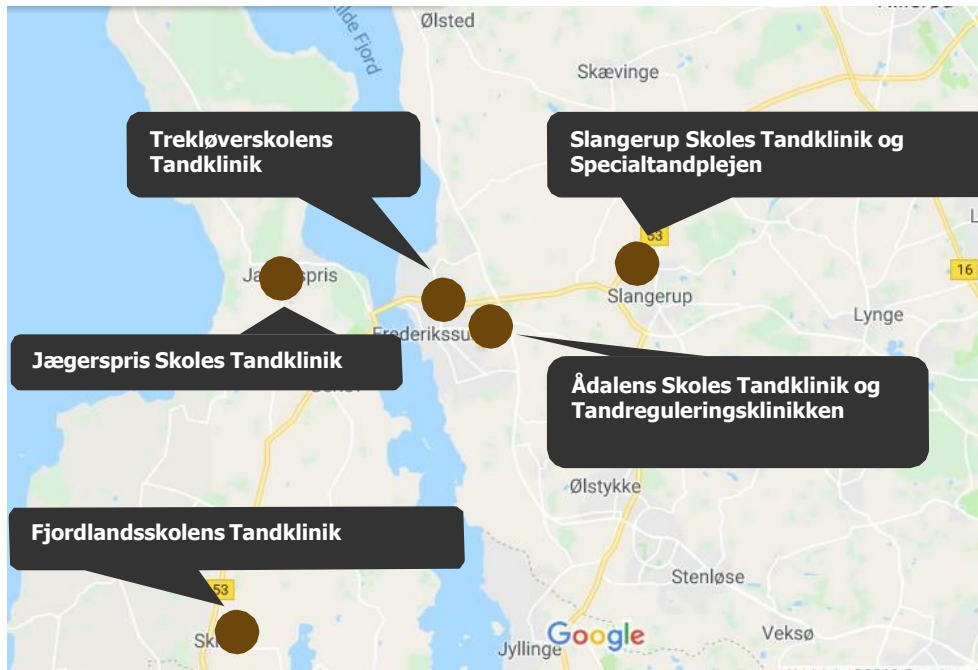 Ølsted
Fjord
Skævinge
Trekløverskolens
Tandklinik
Slangerup Skoles Tandklinik og
Specialtandplejen
53
16
Slangerup
Lynge
Jægerspris Skoles Tandklinik
Ådalens Skoles Tandklinik og
Tandreguleringsklinikken
Ølstykke
Fjordlandsskolens Tandklinik
53
Stenløse
Google
Jyllinge
Veksø